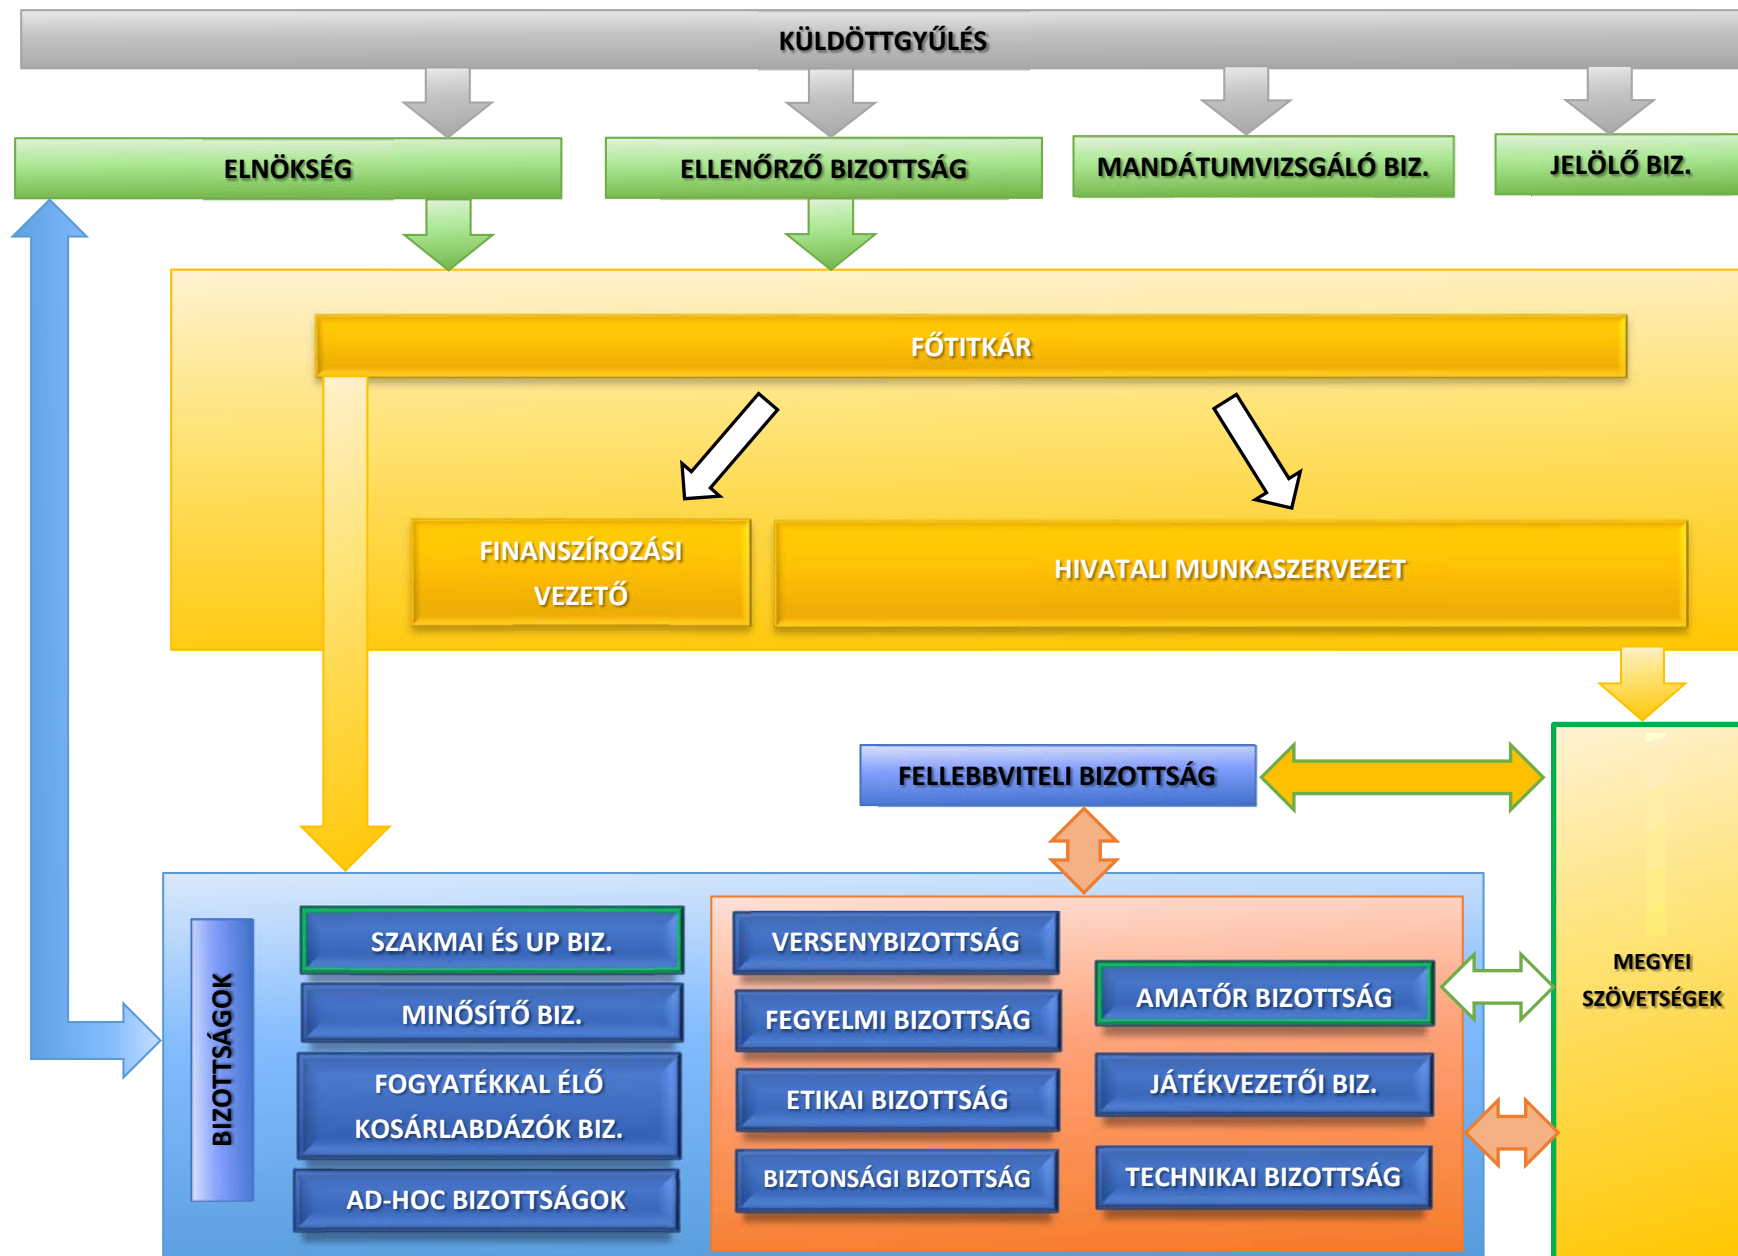 KÜLDÖTTGYŰLÉS
ELNÖKSÉG
ELLENŐRZŐ BIZOTTSÁG
MANDÁTUMVIZSGÁLÓ BIZ.
JELÖLŐ BIZ.
FŐTITKÁR
FINANSZÍROZÁSI
VEZETŐ
HIVATALI MUNKASZERVEZET
FELLEBBVITELI BIZOTTSÁG
BIZOTTSÁGOK
SZAKMAI ÉS UP BIZ.
MINŐSÍTŐ BIZ.
FOGYATÉKKAL ÉLŐ
KOSÁRLABDÁZÓK BIZ.
AD-HOC BIZOTTSÁGOK
VERSENYBIZOTTSÁG
FEGYELMI BIZOTTSÁG
ETIKAI BIZOTTSÁG
BIZTONSÁGI BIZOTTSÁG
AMATŐR BIZOTTSÁG
JÁTÉKVEZETŐI BIZ.
TECHNIKAI BIZOTTSÁG
MEGYEI
SZÖVETSÉGEK